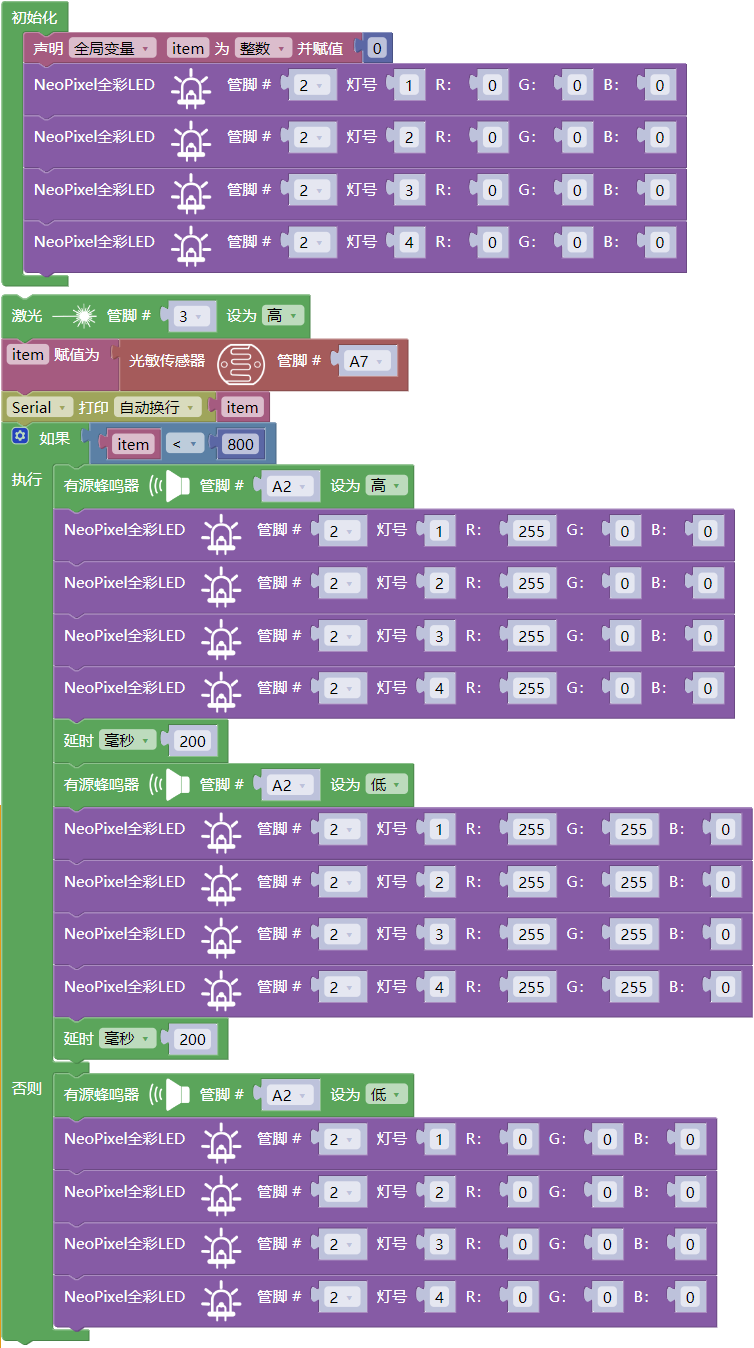 初始化
声明 全局变量 item 为 整数 并赋值 0
NeoPixel全彩LED 管脚 # 2 灯号 1 R: 0 G: 0 B: 0
NeoPixel全彩LED 管脚 # 2 灯号 2 R: 0 G: 0 B: 0
NeoPixel全彩LED 管脚 # 2 灯号 3 R: 0 G: 0 B: 0
NeoPixel全彩LED 管脚 # 2 灯号 4 R: 0 G: 0 B: 0
激光 管脚 # 3 设为 高
item 赋值为 光敏传感器 管脚 # A7
Serial 打印 自动换行 item
如果 item < 800
执行 有源蜂鸣器 管脚 # A2 设为 高
NeoPixel全彩LED 管脚 # 2 灯号 1 R: 255 G: 0 B: 0
NeoPixel全彩LED 管脚 # 2 灯号 2 R: 255 G: 0 B: 0
NeoPixel全彩LED 管脚 # 2 灯号 3 R: 255 G: 0 B: 0
NeoPixel全彩LED 管脚 # 2 灯号 4 R: 255 G: 0 B: 0
延时 毫秒 200
有源蜂鸣器 管脚 # A2 设为 低
NeoPixel全彩LED 管脚 # 2 灯号 1 R: 255 G: 255 B: 0
NeoPixel全彩LED 管脚 # 2 灯号 2 R: 255 G: 255 B: 0
NeoPixel全彩LED 管脚 # 2 灯号 3 R: 255 G: 255 B: 0
NeoPixel全彩LED 管脚 # 2 灯号 4 R: 255 G: 255 B: 0
延时 毫秒 200
否则 有源蜂鸣器 管脚 # A2 设为 低
NeoPixel全彩LED 管脚 # 2 灯号 1 R: 0 G: 0 B: 0
NeoPixel全彩LED 管脚 # 2 灯号 2 R: 0 G: 0 B: 0
NeoPixel全彩LED 管脚 # 2 灯号 3 R: 0 G: 0 B: 0
NeoPixel全彩LED 管脚 # 2 灯号 4 R: 0 G: 0 B: 0